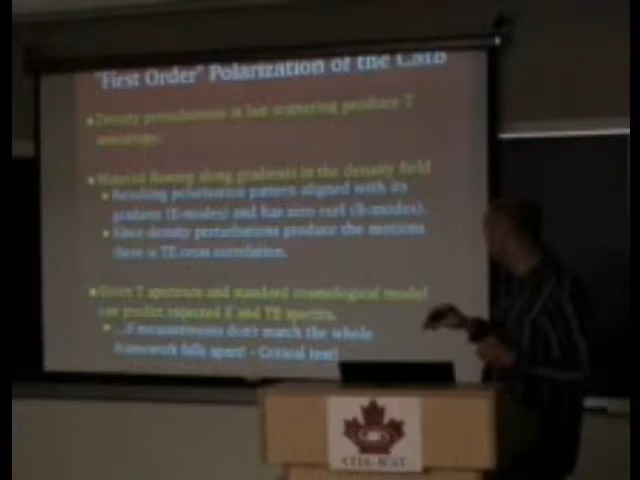 "First Order" Polarization of the CMB
Density perturbations at last scattering produce T
anisotropy.
Material flowing along gradients in the density field
Resulting polarization pattern aligned with its
gradient (E-modes) and has zero curl (B-modes).
Since density perturbations produce the motions
there is TE cross correlation.
Given T spectrum and standard cosmological model
can predict expected E and TE spectra.
...if measurements don't match the whole
framework falls apart! - Critical test!
CITA-ICAT